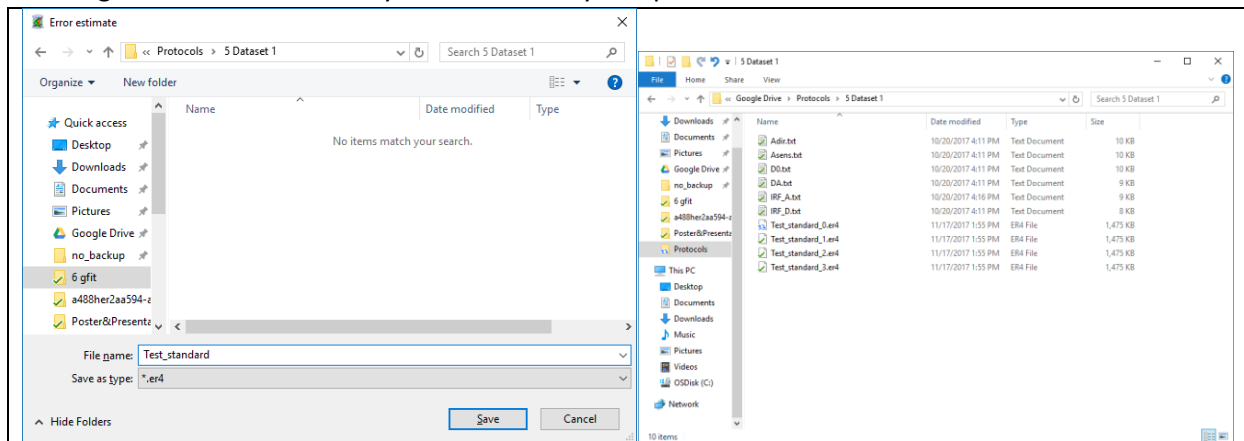 Error estimate
« Protocols > 5 Dataset 1
Search 5 Dataset 1
Organize
New folder
Name
Date modified
Type
Quick access
Desktop
Downloads
Documents
Pictures
Google Drive
no_backup
6 gfit
a488her2aa594-a
Poster&Presenta
No items match your search.
File name: Test_standard
Save as type: *.er4
Hide Folders
Save
Cancel
5 Dataset 1
File Home Share View
« Google Drive > Protocols > 5 Dataset 1
Search 5 Dataset 1
Downloads
Documents
Pictures
Google Drive
no_backup
6 gfit
a488her2aa594-a
Poster&Presenta
Protocols
This PC
Desktop
Documents
Downloads
Music
Pictures
Videos
OSDisk (C:)
Network
Name Date modified Type Size
Adir.txt 10/20/2017 4:11 PM Text Document 10 KB
Asens.txt 10/20/2017 4:11 PM Text Document 10 KB
D0.txt 10/20/2017 4:11 PM Text Document 10 KB
DA.txt 10/20/2017 4:11 PM Text Document 9 KB
IRF_A.txt 10/20/2017 4:16 PM Text Document 9 KB
IRF_D.txt 10/20/2017 4:11 PM Text Document 8 KB
Test_standard_0.er4 11/17/2017 1:55 PM ER4 File 1,475 KB
Test_standard_1.er4 11/17/2017 1:55 PM ER4 File 1,475 KB
Test_standard_2.er4 11/17/2017 1:55 PM ER4 File 1,475 KB
Test_standard_3.er4 11/17/2017 1:55 PM ER4 File 1,475 KB
10 items